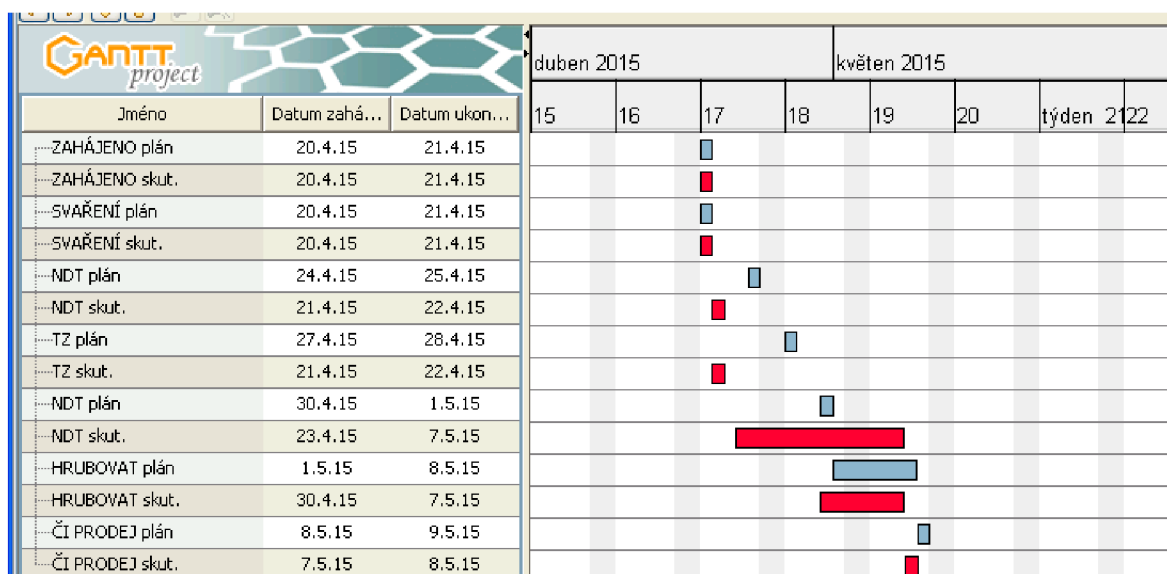 GANTT
project
duben 2015 květen 2015
Jméno Datum zahá... Datum ukon... 15 16 17 18 19 20 týden 21 22
ZAHÁJENO plán 20.4.15 21.4.15
ZAHÁJENO skut. 20.4.15 21.4.15
SVAŘENÍ plán 20.4.15 21.4.15
SVAŘENÍ skut. 20.4.15 21.4.15
NDT plán 24.4.15 25.4.15
NDT skut. 21.4.15 22.4.15
TZ plán 27.4.15 28.4.15
TZ skut. 21.4.15 22.4.15
NDT plán 30.4.15 1.5.15
NDT skut. 23.4.15 7.5.15
HRUBOVAT plán 1.5.15 8.5.15
HRUBOVAT skut. 30.4.15 7.5.15
ČI PRODEJ plán 8.5.15 9.5.15
ČI PRODEJ skut. 7.5.15 8.5.15